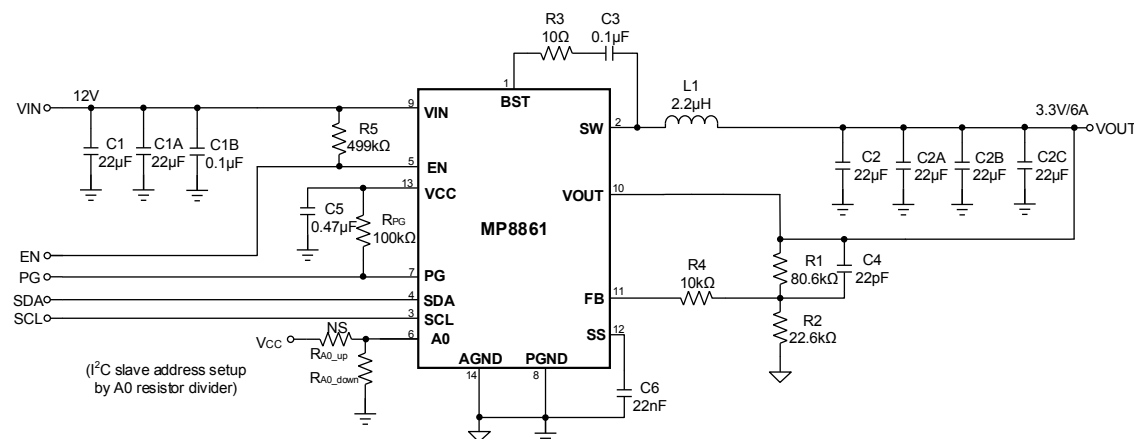 R3
10Ω
C3
0.1µF
1
BST
VIN
12V
9
VIN
C1
22µF
C1A
22µF
C1B
0.1µF
R5
499kΩ
5
EN
13
VCC
C5
0.47µF
RPG
100kΩ
EN
PG
7
PG
SDA
4
SDA
SCL
3
SCL
VCC
NS
6
A0
RA0_up
RA0_down
(I²C slave address setup
by A0 resistor divider)
MP8861
SW
2
L1
2.2µH
3.3V/6A
VOUT
C2
22µF
C2A
22µF
C2B
22µF
C2C
22µF
VOUT
10
R1
80.6kΩ
C4
22pF
R4
10kΩ
FB
11
R2
22.6kΩ
SS
12
AGND
14
PGND
8
C6
22nF